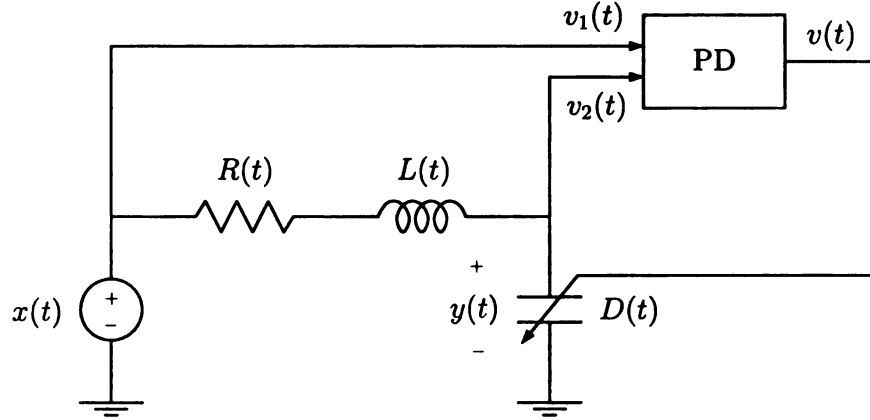 v₁(t)
PD
v(t)
v₂(t)
R(t)
L(t)
+
x(t)
+
-
y(t)
D(t)
-